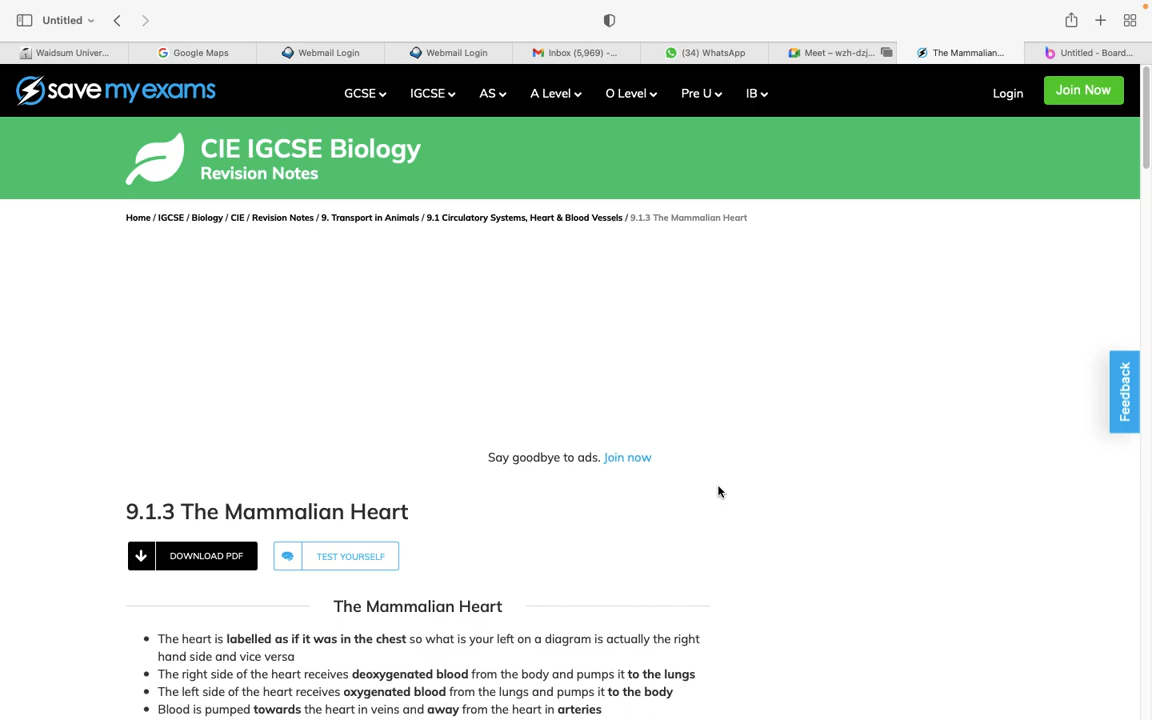 Untitled
Waidsum Univer...
Google Maps
Webmail Login
Webmail Login
Inbox (5,969) -...
(34) WhatsApp
Meet – wzh-dzj...
The Mammalian...
Untitled - Board...
savemyexams
GCSE
IGCSE
AS
A Level
O Level
Pre U
IB
Login
Join Now
CIE IGCSE Biology
Revision Notes
Home / IGCSE / Biology / CIE / Revision Notes / 9. Transport in Animals / 9.1 Circulatory Systems, Heart & Blood Vessels / 9.1.3 The Mammalian Heart
Feedback
Say goodbye to ads. Join now
9.1.3 The Mammalian Heart
DOWNLOAD PDF
TEST YOURSELF
The Mammalian Heart
• The heart is labelled as if it was in the chest so what is your left on a diagram is actually the right
hand side and vice versa
• The right side of the heart receives deoxygenated blood from the body and pumps it to the lungs
• The left side of the heart receives oxygenated blood from the lungs and pumps it to the body
• Blood is pumped towards the heart in veins and away from the heart in arteries